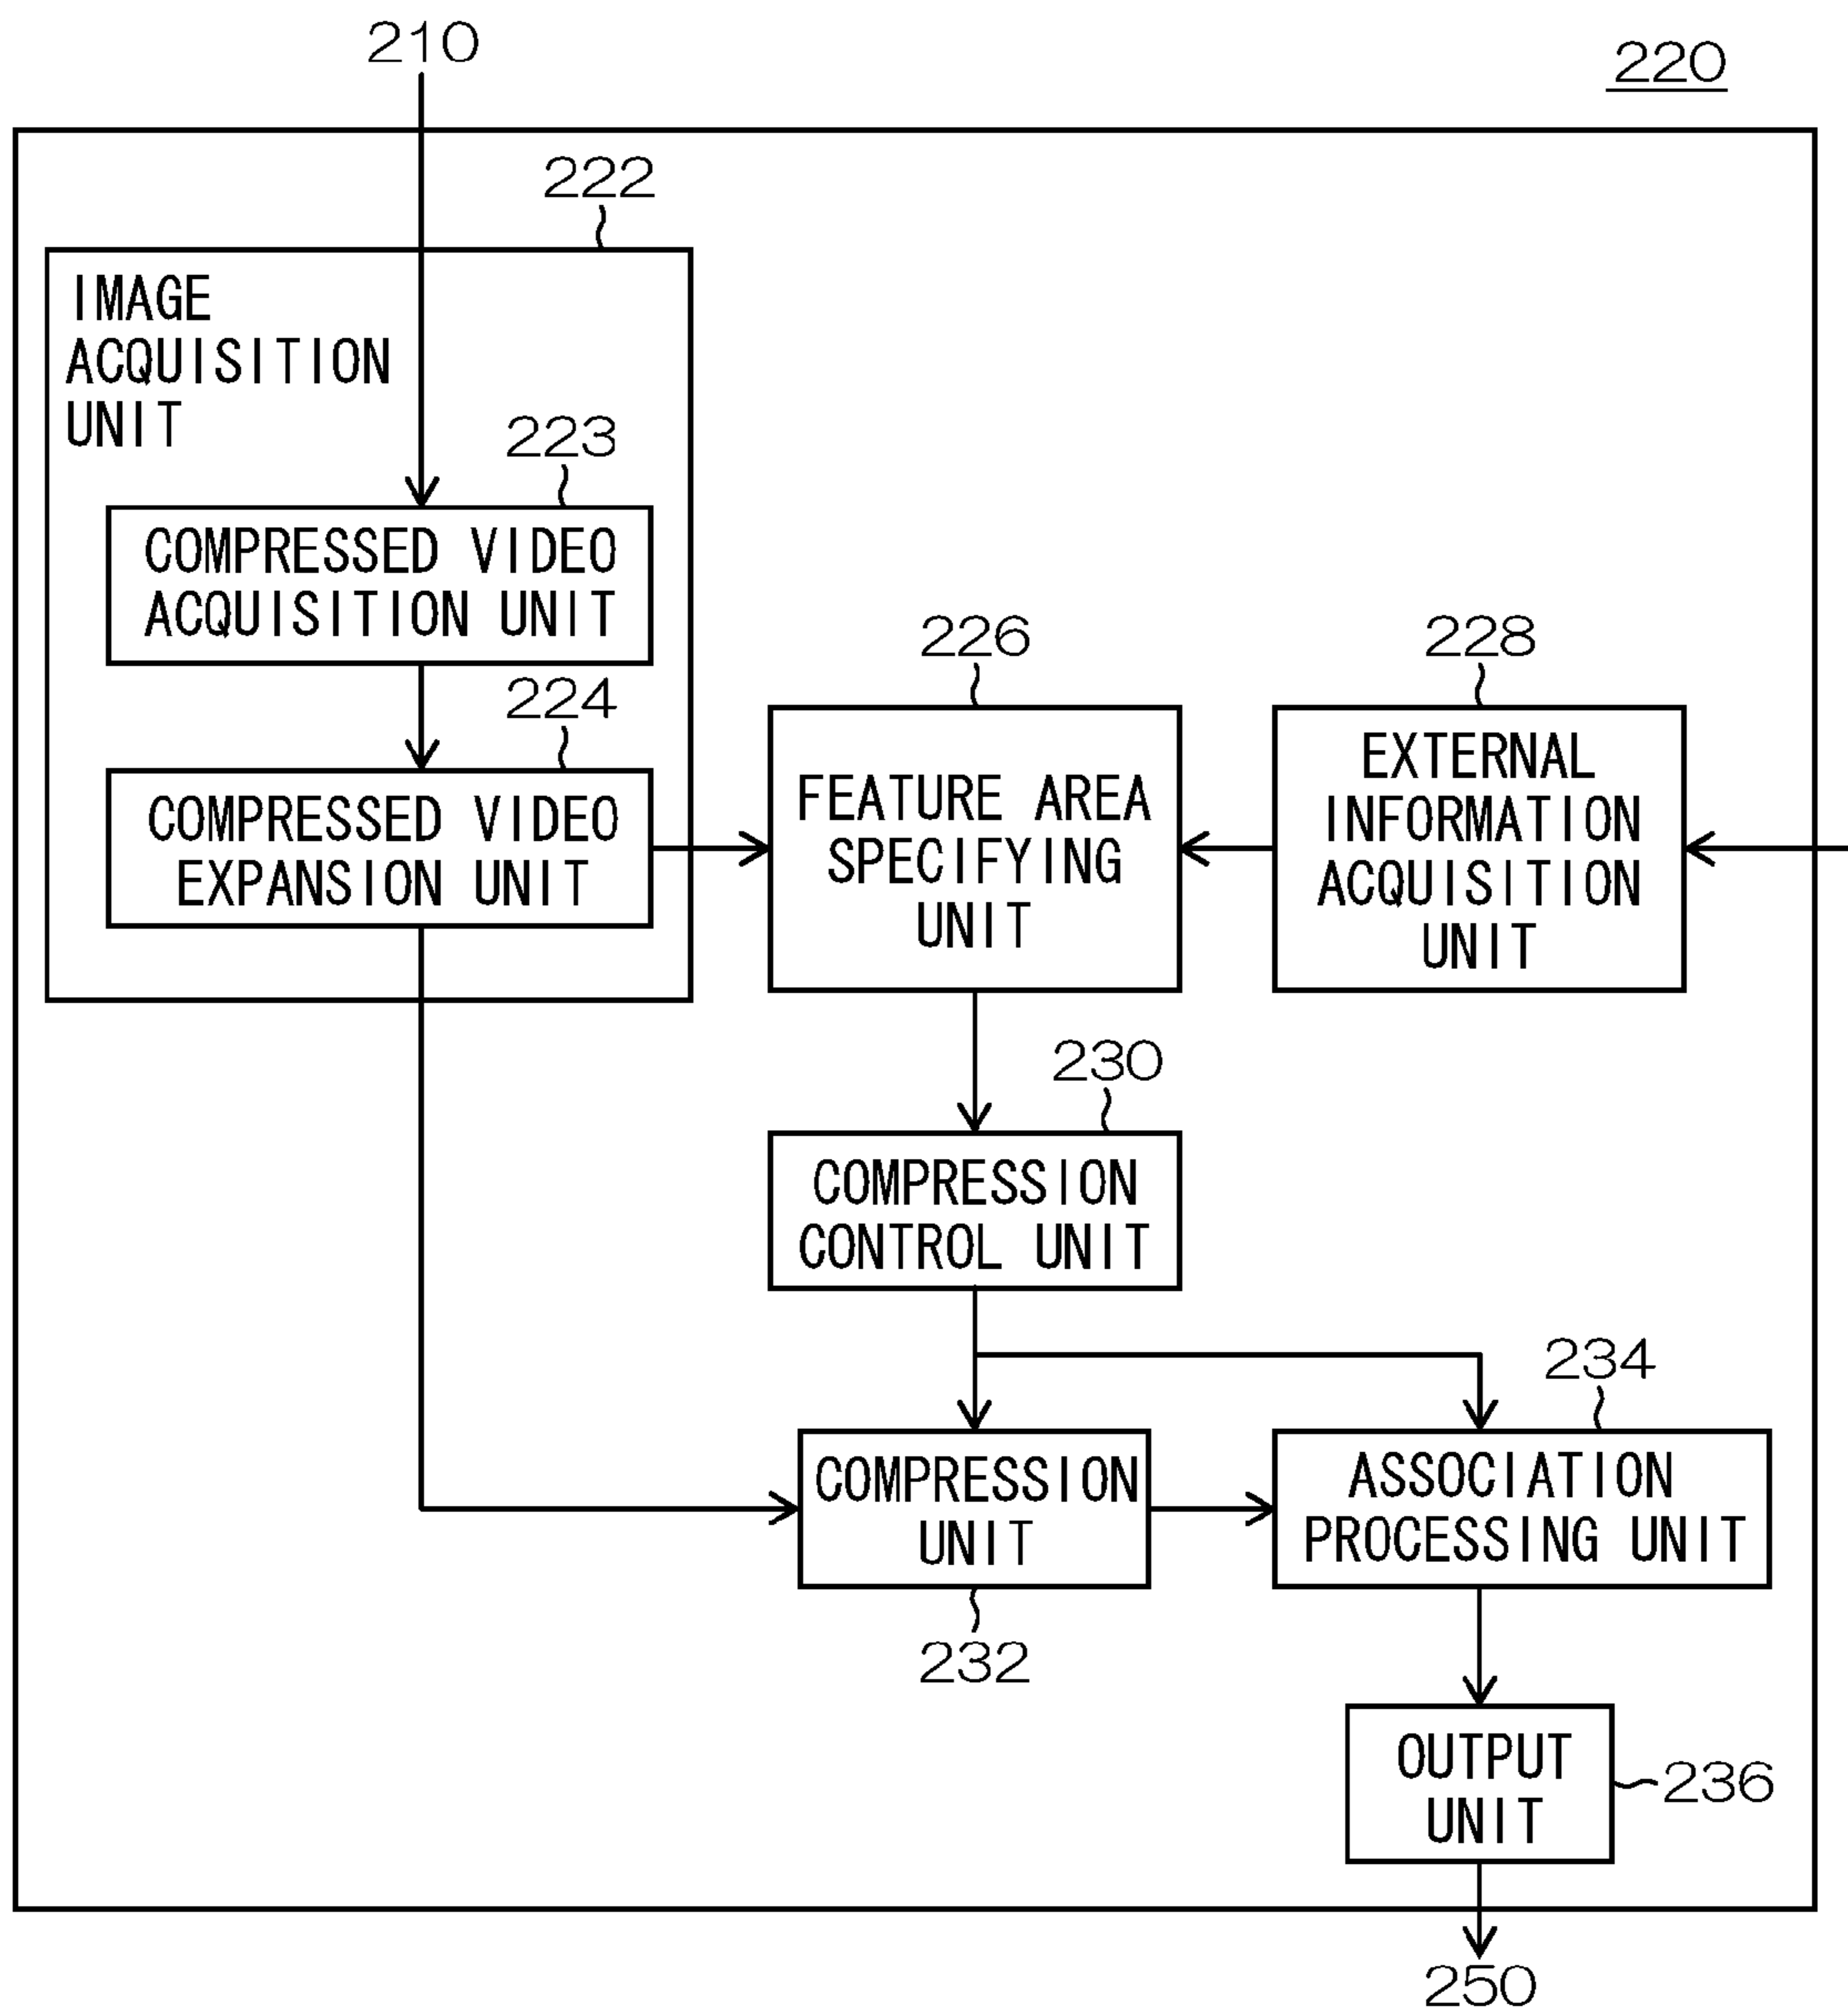 210
220
222
IMAGE
ACQUISITION
UNIT
223
COMPRESSED VIDEO
ACQUISITION UNIT
224
COMPRESSED VIDEO
EXPANSION UNIT
226
FEATURE AREA
SPECIFYING
UNIT
228
EXTERNAL
INFORMATION
ACQUISITION
UNIT
230
COMPRESSION
CONTROL UNIT
COMPRESSION
UNIT
232
234
ASSOCIATION
PROCESSING UNIT
OUTPUT
UNIT
236
250